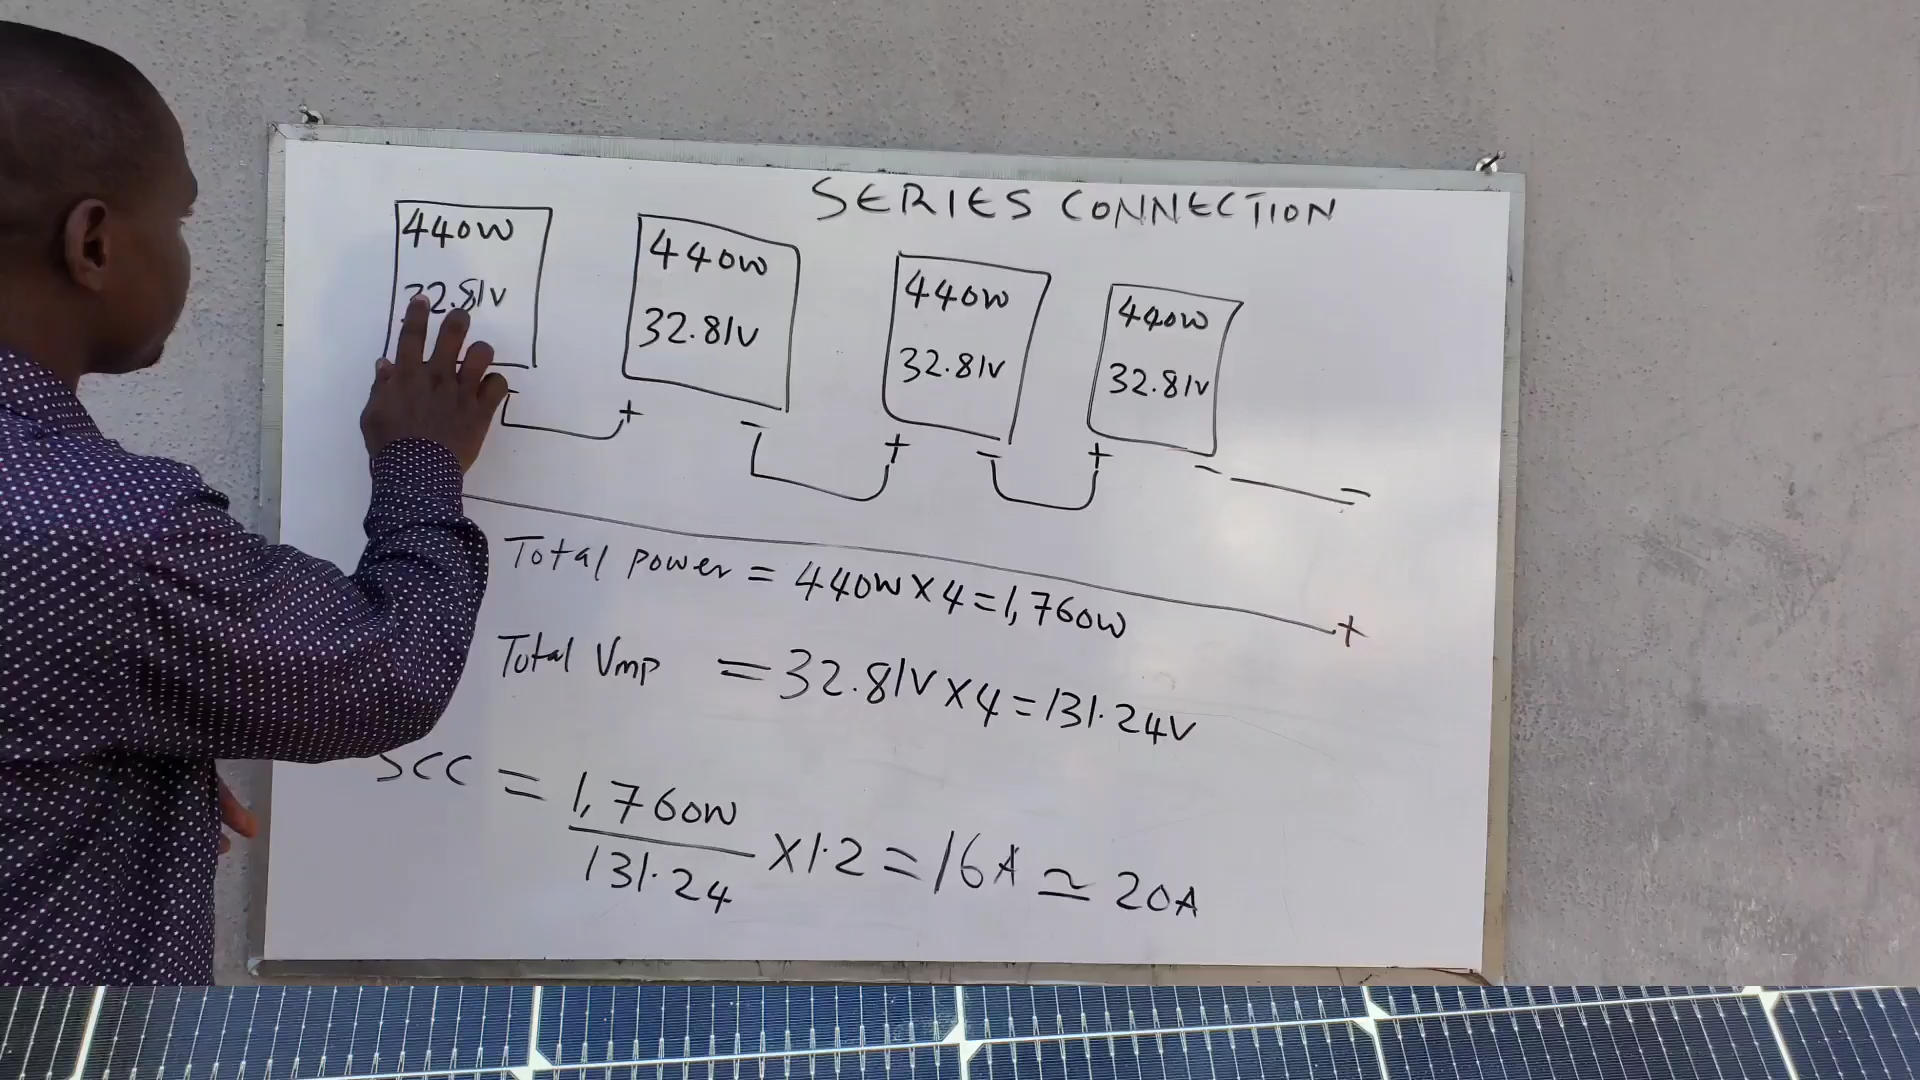 SERIES CONNECTION
440W
32.81V
440W
32.81V
440W
32.81V
440W
32.81V
- +
- +
- +
- -
+
Total power = 440W X 4 = 1,760W
Total Vmp = 32.81V X 4 = 131.24V
SCC = 1,760W / 131.24 X 1.2 = 16A ≃ 20A